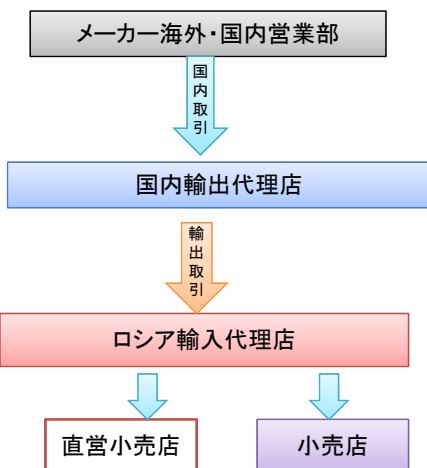 メーカー海外・国内営業部
国内取引
国内輸出代理店
輸出取引
ロシア輸入代理店
直営小売店
小売店